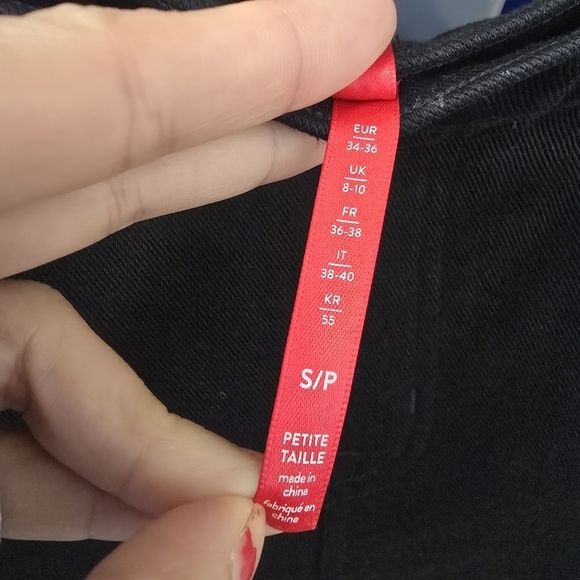 EUR
34-36
UK
8-10
FR
36-38
IT
38-40
KR
55
S/P
PETITE
TAILLE
made in
china
fabriqué en
chine